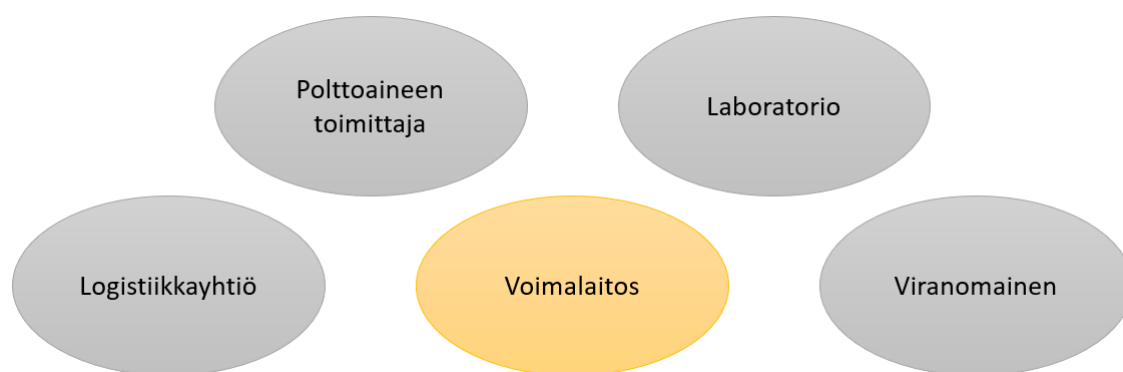 Polttoaineen
toimittaja
Laboratorio
Logistiikkayhtiö
Voimalaitos
Viranomainen